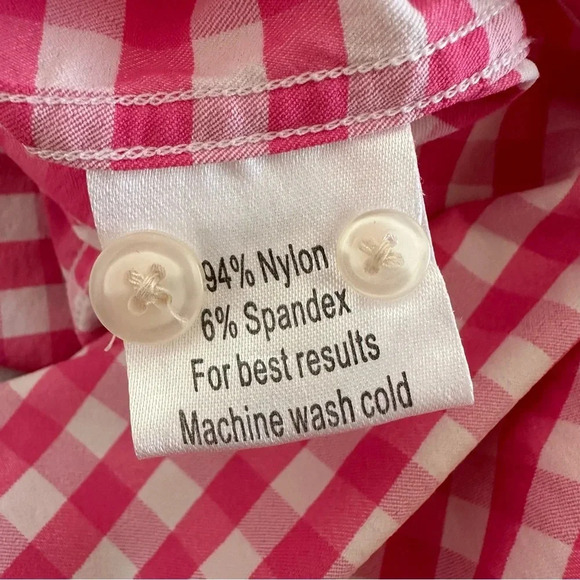 94% Nylon
6% Spandex
For best results
Machine wash cold